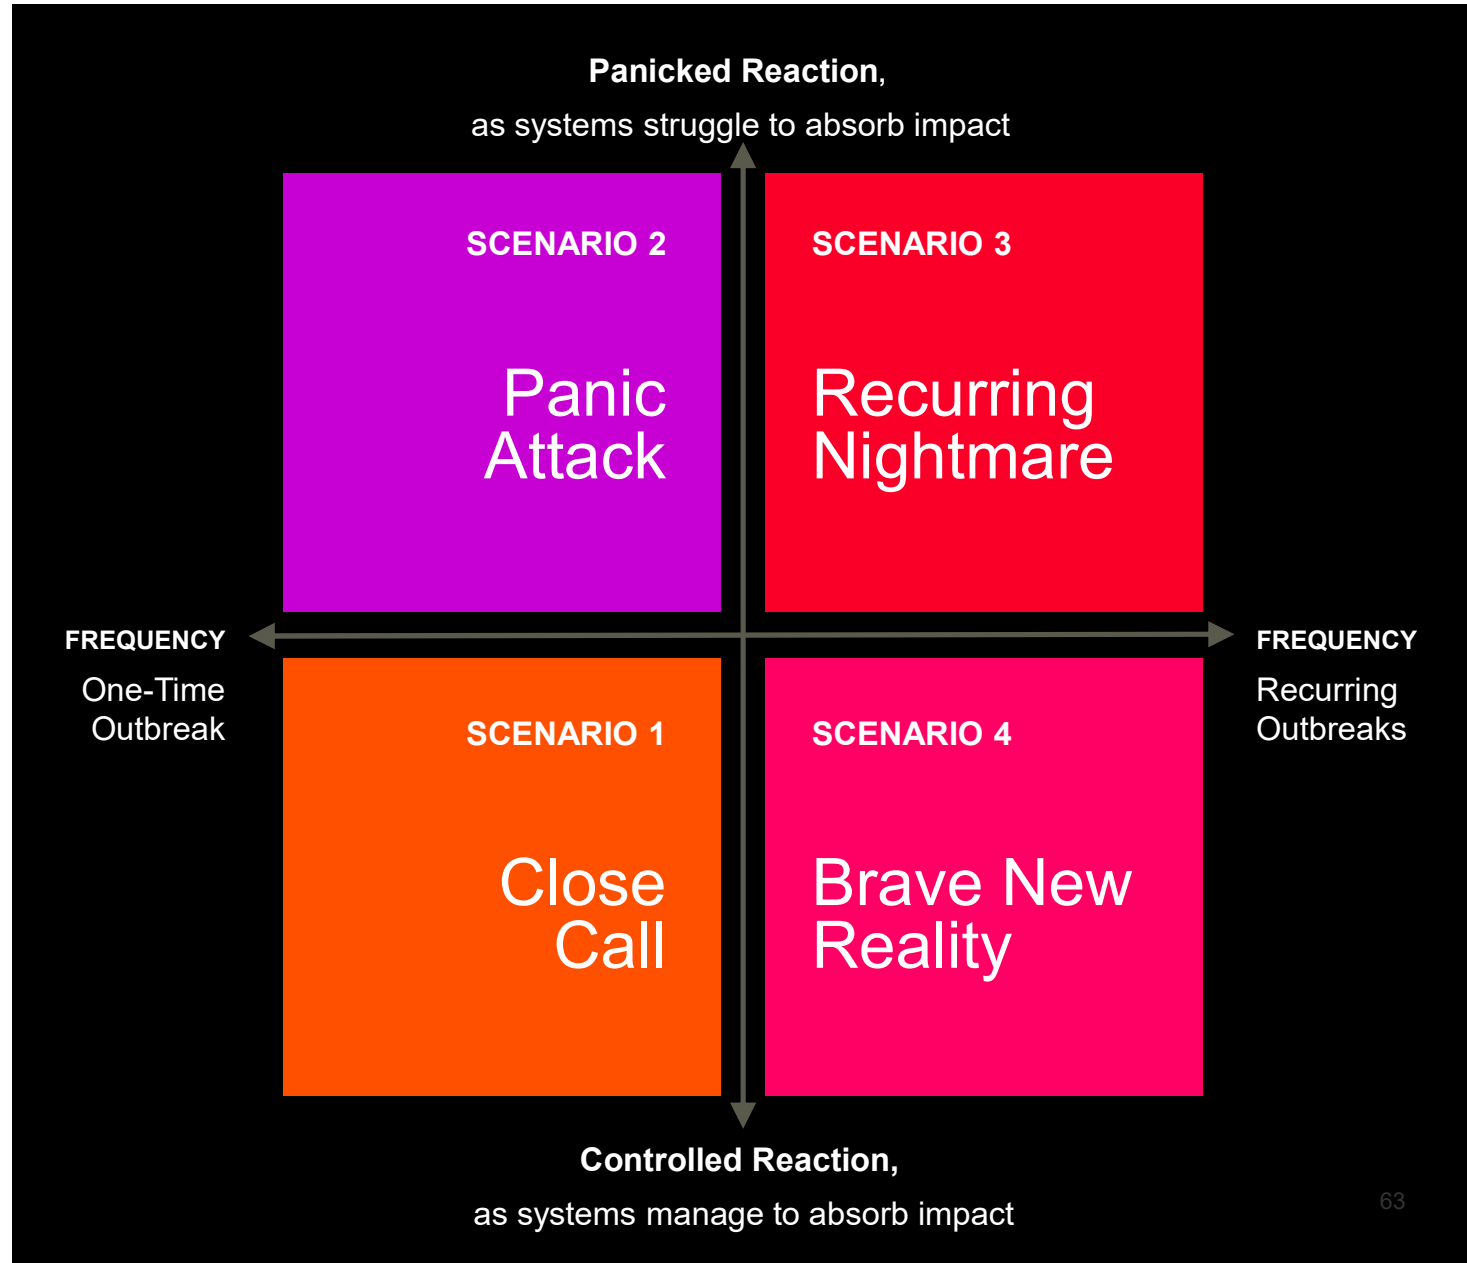 Panicked Reaction,
as systems struggle to absorb impact
SCENARIO 2
Panic
Attack
SCENARIO 3
Recurring
Nightmare
FREQUENCY
One-Time
Outbreak
FREQUENCY
Recurring
Outbreaks
SCENARIO 1
Close
Call
SCENARIO 4
Brave New
Reality
Controlled Reaction,
as systems manage to absorb impact
63